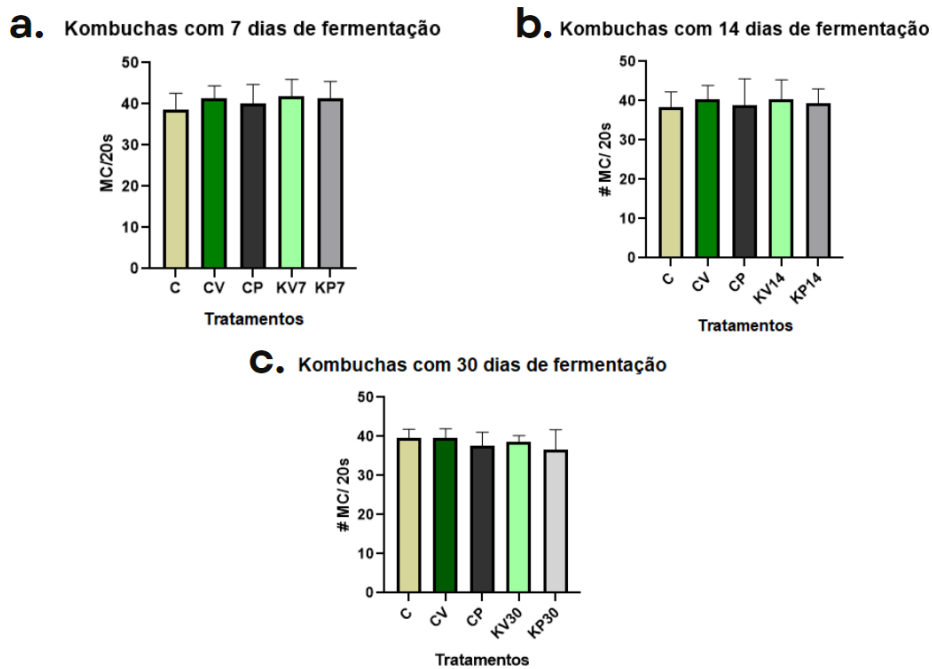 a. Kombuchas com 7 dias de fermentação
MC/20s
50
40
30
20
10
0
C CV CP KV7 KP7
Tratamentos
b. Kombuchas com 14 dias de fermentação
# MC/ 20s
50
40
30
20
10
0
C CV CP KV14 KP14
Tratamentos
c. Kombuchas com 30 dias de fermentação
# MC/ 20s
50
40
30
20
10
0
C CV CP KV30 KP30
Tratamentos